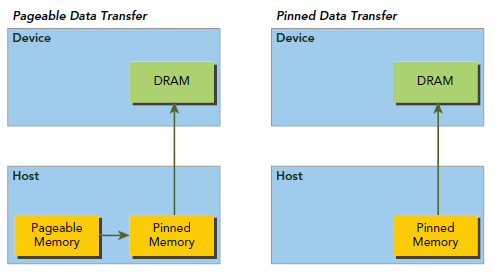 Pageable Data Transfer
Device
DRAM
Host
Pageable
Memory
Pinned
Memory
Pinned Data Transfer
Device
DRAM
Host
Pinned
Memory